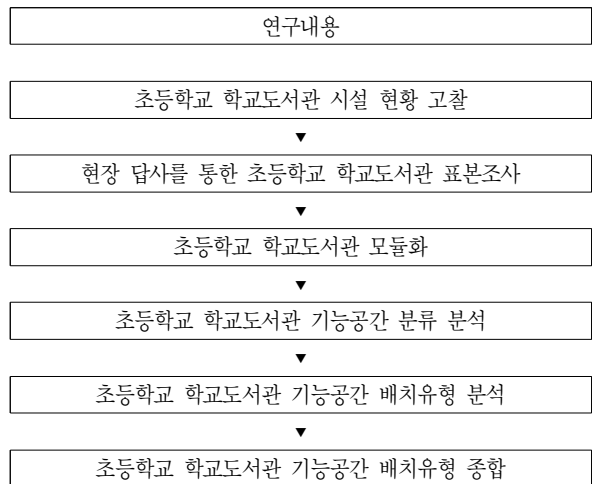 연구내용
초등학교 학교도서관 시설 현황 고찰
▼
현장 답사를 통한 초등학교 학교도서관 표본조사
▼
초등학교 학교도서관 모듈화
▼
초등학교 학교도서관 기능공간 분류 분석
▼
초등학교 학교도서관 기능공간 배치유형 분석
▼
초등학교 학교도서관 기능공간 배치유형 종합